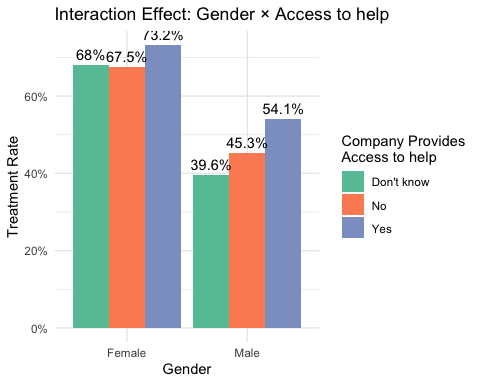 Interaction Effect: Gender × Access to help
73.2%
68%
67.5%
54.1%
45.3%
39.6%
60%
40%
20%
0%
Treatment Rate
Female
Male
Gender
Company Provides
Access to help
Don't know
No
Yes